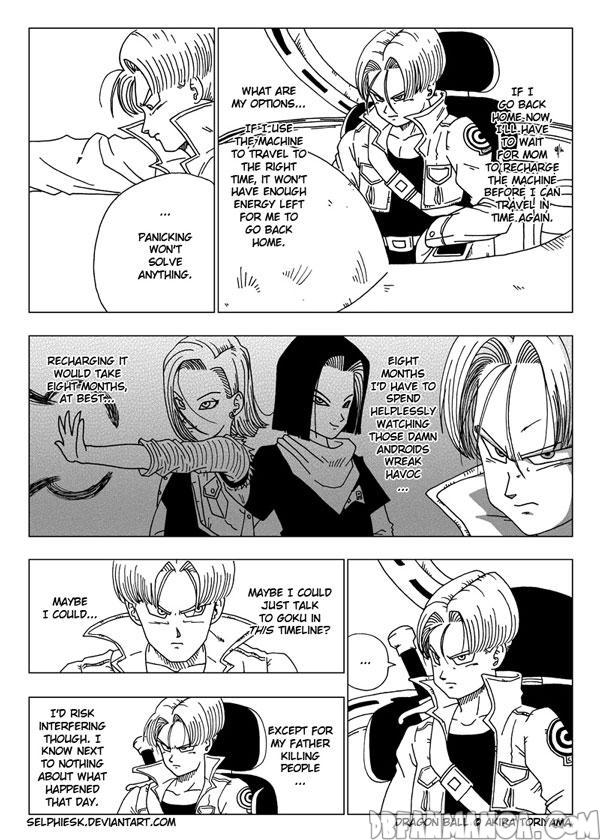 ...
PANICKING
WON'T
SOLVE
ANYTHING.
WHAT ARE
MY OPTIONS...
IF I USE
THE MACHINE
TO TRAVEL TO
THE RIGHT
TIME, IT WON'T
HAVE ENOUGH
ENERGY LEFT
FOR ME TO
GO BACK
HOME.
IF I
GO BACK
HOME NOW,
I'LL HAVE
TO WAIT
FOR MOM
TO RECHARGE
THE MACHINE
BEFORE I CAN
TRAVEL IN
TIME AGAIN.
RECHARGING IT
WOULD TAKE
EIGHT MONTHS,
AT BEST...
EIGHT
MONTHS
I'D HAVE TO
SPEND
HELPLESSLY
WATCHING
THOSE DAMN
ANDROIDS
WREAK
HAVOC
...
MAYBE
I COULD...
MAYBE I COULD
JUST TALK
TO GOKU IN
THIS TIMELINE?
I'D RISK
INTERFERING
THOUGH. I
KNOW NEXT
TO NOTHING
ABOUT WHAT
HAPPENED
THAT DAY.
EXCEPT FOR
MY FATHER
KILLING
PEOPLE
...
...
SELPHIESK.DEVIANTART.COM
DRAGON BALL © AKIRA TORIYAMA